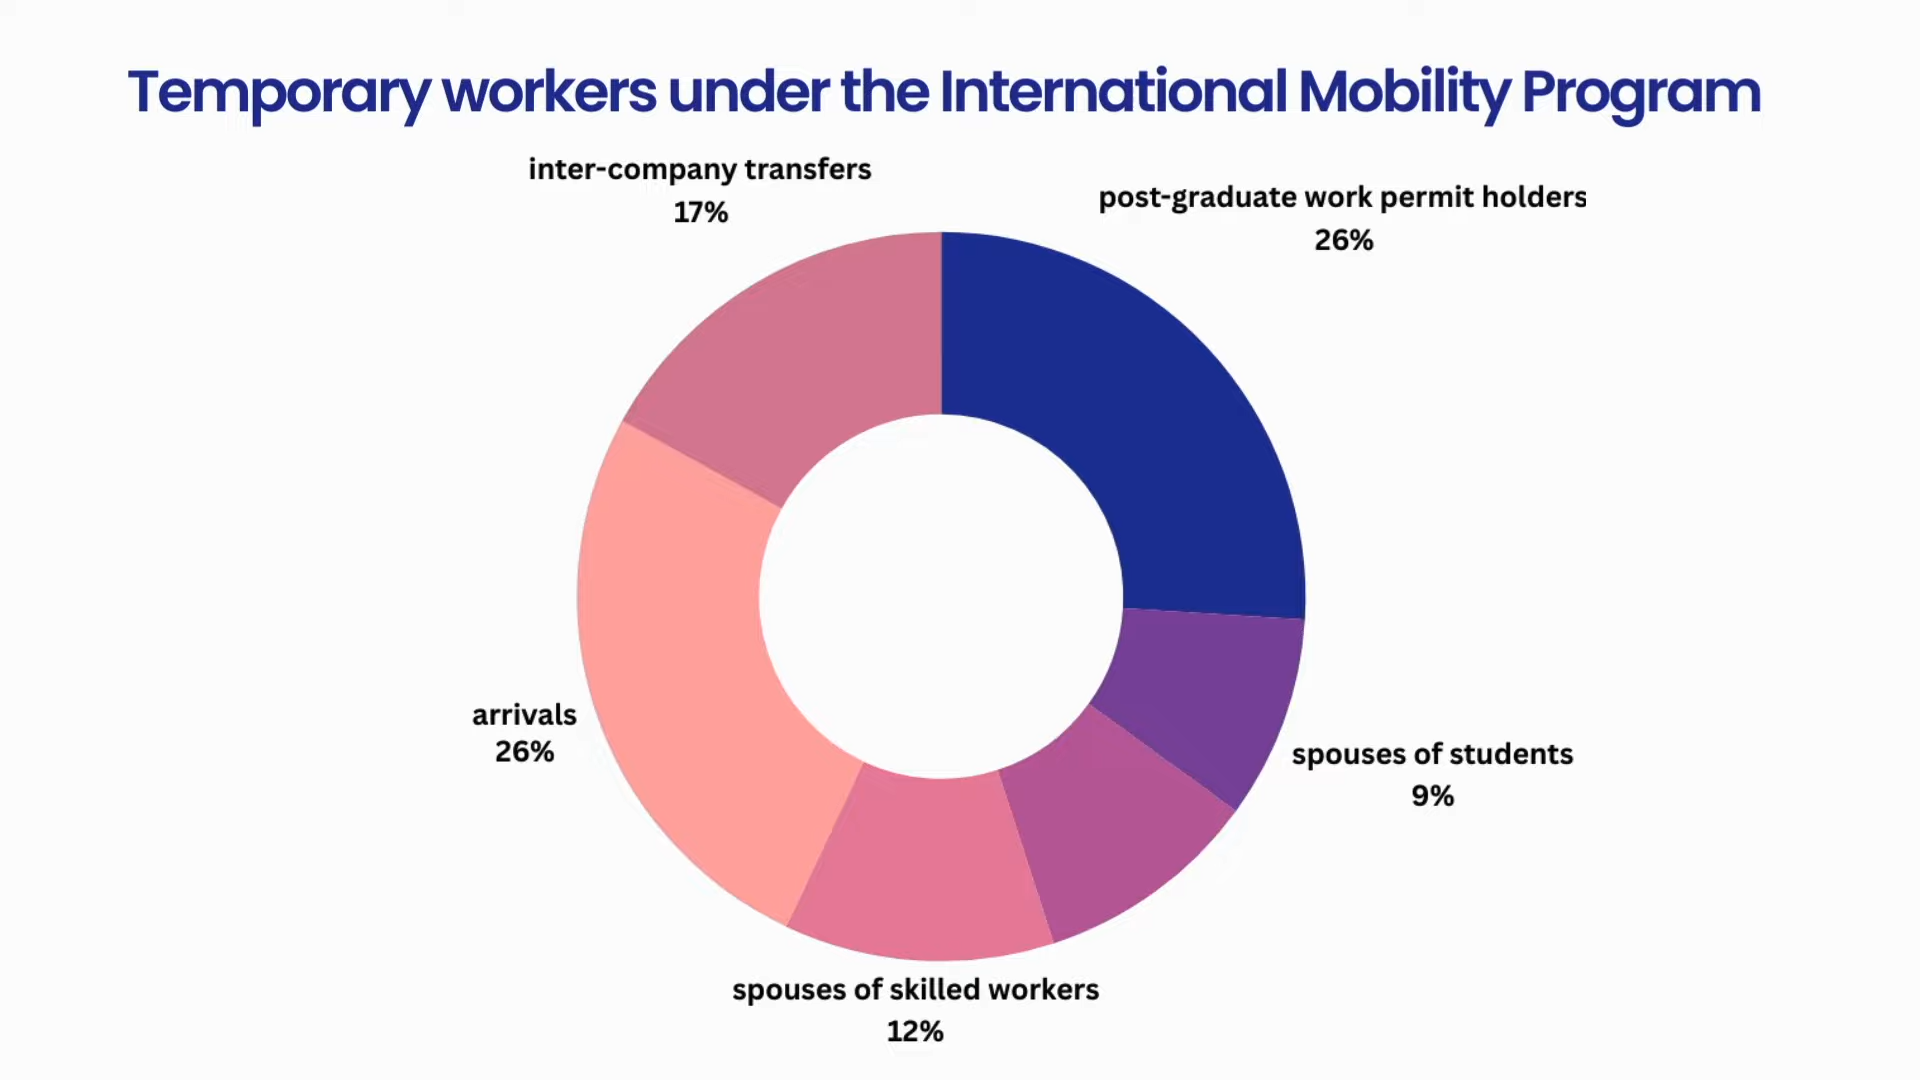 Temporary workers under the International Mobility Program
inter-company transfers
17%
post-graduate work permit holders
26%
arrivals
26%
spouses of students
9%
spouses of skilled workers
12%